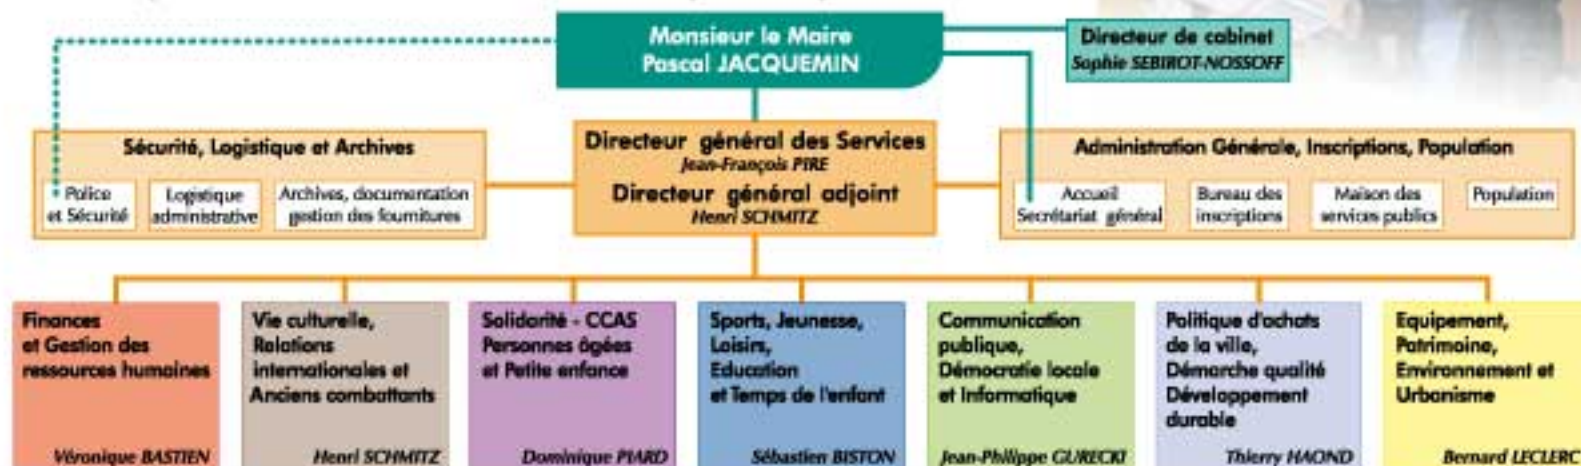 Monsieur le Maire
Pascal JACQUEMIN
Directeur de cabinet
Sophie SEBIROT-NOSSOFF
Sécurité, Logistique et Archives
Police
et Sécurité
Logistique
administrative
Archives, documentation
gestion des fournitures
Directeur général des Services
Jean-François PIRE
Directeur général adjoint
Henri SCHMITZ
Administration Générale, Inscriptions, Population
Accueil
Secrétariat général
Bureau des
inscriptions
Maison des
services publics
Population
Finances
et Gestion des
ressources humaines
Véronique BASTIEN
Vie culturelle,
Relations
internationales et
Anciens combattants
Henri SCHMITZ
Solidarité - CCAS
Personnes âgées
et Petite enfance
Dominique PIARD
Sports, Jeunesse,
Loisirs,
Education
et Temps de l'enfant
Sébastien BISTON
Communication
publique,
Démocratie locale
et Informatique
Jean-Philippe GURECKI
Politique d'achats
de la ville,
Démarche qualité
Développement
durable
Thierry HAOND
Equipement,
Patrimoine,
Environnement et
Urbanisme
Bernard LECLERC